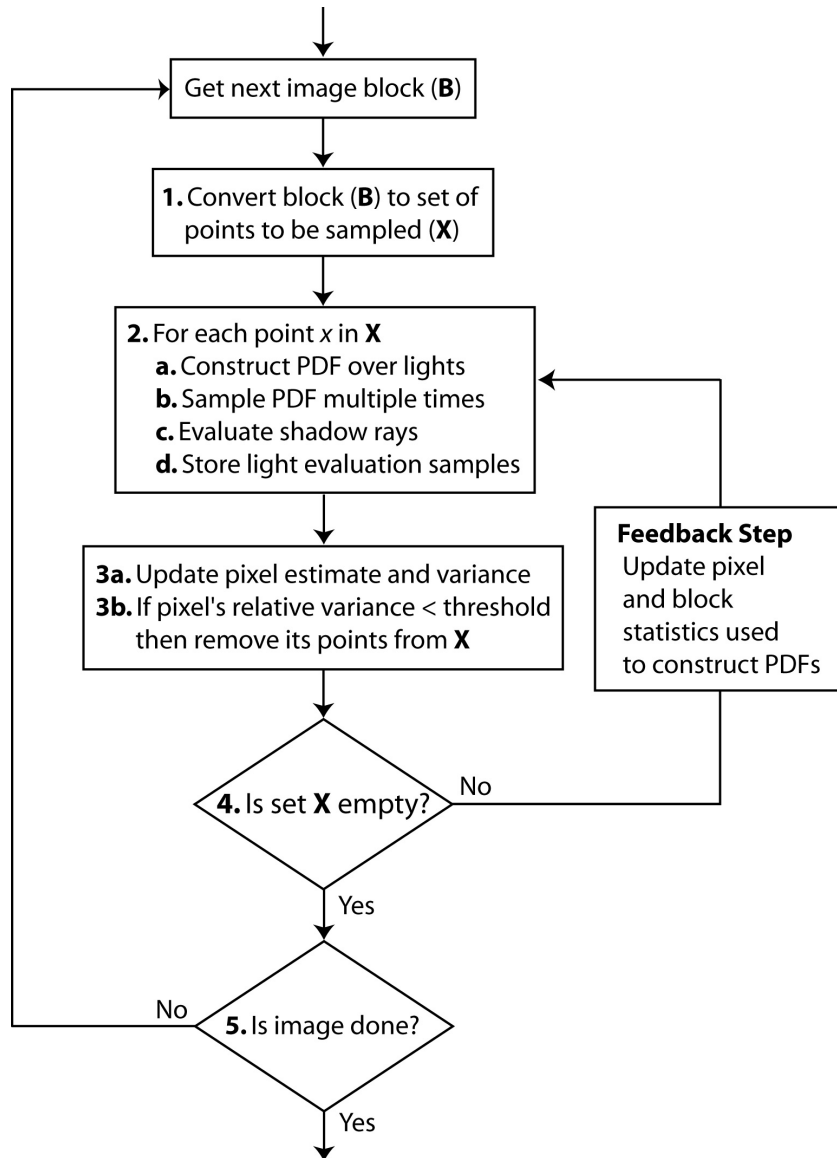 Get next image block (B)
1. Convert block (B) to set of
points to be sampled (X)
2. For each point x in X
a. Construct PDF over lights
b. Sample PDF multiple times
c. Evaluate shadow rays
d. Store light evaluation samples
3a. Update pixel estimate and variance
3b. If pixel's relative variance < threshold
then remove its points from X
Feedback Step
Update pixel
and block
statistics used
to construct PDFs
4. Is set X empty?
No
Yes
5. Is image done?
No
Yes